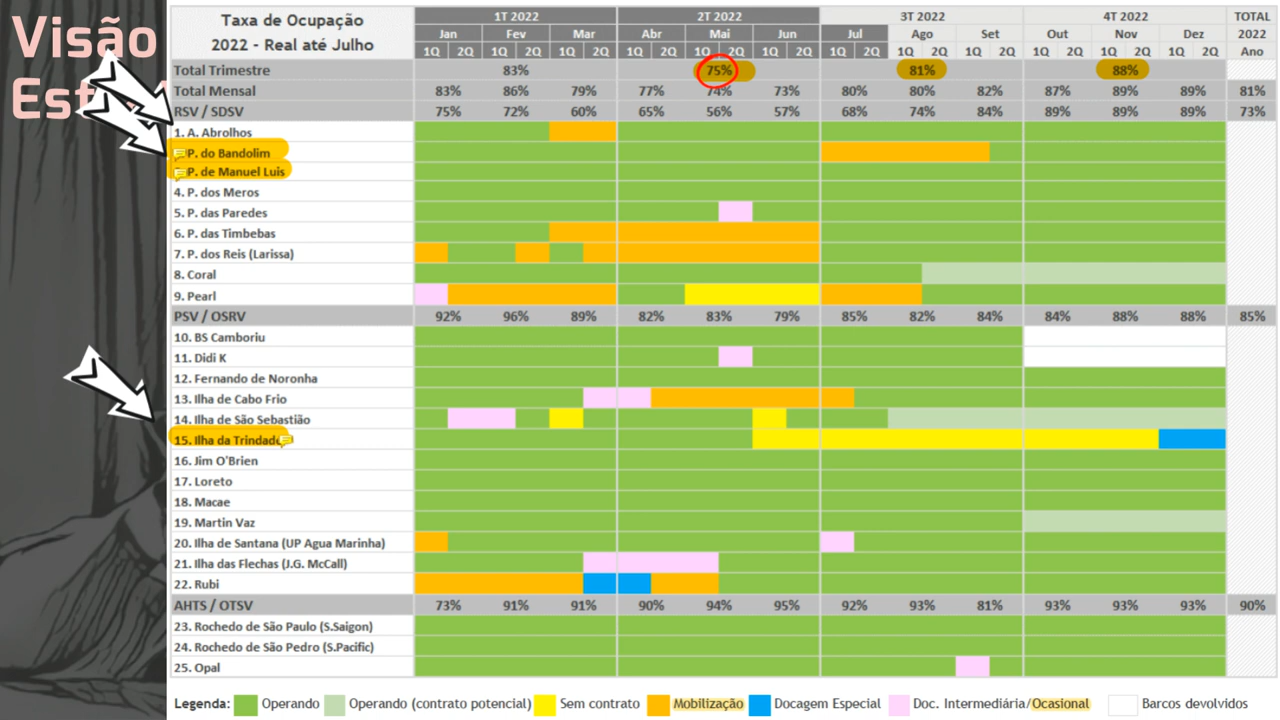 Visão
Est
Taxa de Ocupação
2022 - Real até Julho
1T 2022 2T 2022 3T 2022 4T 2022 TOTAL
Jan Fev Mar Abr Mai Jun Jul Ago Set Out Nov Dez 2022
1Q 2Q 1Q 2Q 1Q 2Q 1Q 2Q 1Q 2Q 1Q 2Q 1Q 2Q 1Q 2Q 1Q 2Q 1Q 2Q 1Q 2Q 1Q 2Q Ano
Total Trimestre 83% 75% 81% 88%
Total Mensal 83% 86% 79% 77% 74% 73% 80% 80% 82% 87% 89% 89% 81%
RSV / SDSV 75% 72% 60% 65% 56% 57% 68% 74% 84% 89% 89% 89% 73%
1. A. Abrolhos
P. do Bandolim
P. de Manuel Luis
4. P. dos Meros
5. P. das Paredes
6. P. das Timbebas
7. P. dos Reis (Larissa)
8. Coral
9. Pearl
PSV / OSRV 92% 96% 89% 82% 83% 79% 85% 82% 84% 84% 88% 88% 85%
10. BS Camboriu
11. Didi K
12. Fernando de Noronha
13. Ilha de Cabo Frio
14. Ilha de São Sebastião
15. Ilha da Trindade
16. Jim O'Brien
17. Loreto
18. Macae
19. Martin Vaz
20. Ilha de Santana (UP Agua Marinha)
21. Ilha das Flechas (J.G. McCall)
22. Rubi
AHTS / OTSV 73% 91% 91% 90% 94% 95% 92% 93% 81% 93% 93% 93% 90%
23. Rochedo de São Paulo (S.Saigon)
24. Rochedo de São Pedro (S.Pacific)
25. Opal
Legenda: Operando Operando (contrato potencial) Sem contrato Mobilização Docagem Especial Doc. Intermediária/Ocasional Barcos devolvidos